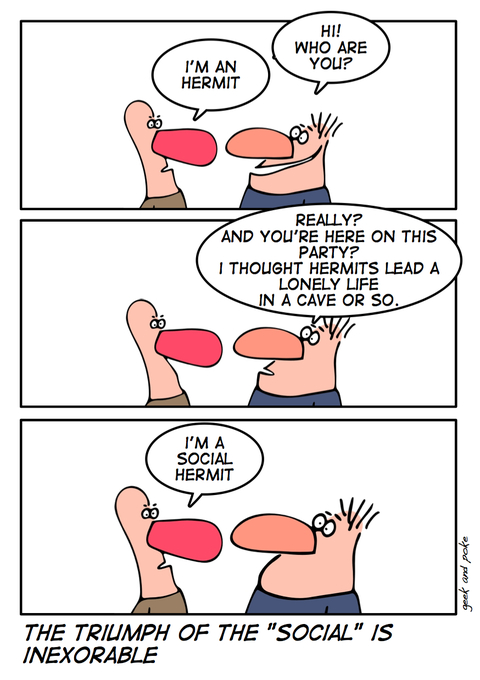 HI!
WHO ARE
YOU?
I'M AN
HERMIT
REALLY?
AND YOU'RE HERE ON THIS
PARTY?
I THOUGHT HERMITS LEAD A
LONELY LIFE
IN A CAVE OR SO.
I'M A
SOCIAL
HERMIT
geek and poke
THE TRIUMPH OF THE "SOCIAL" IS
INEXORABLE